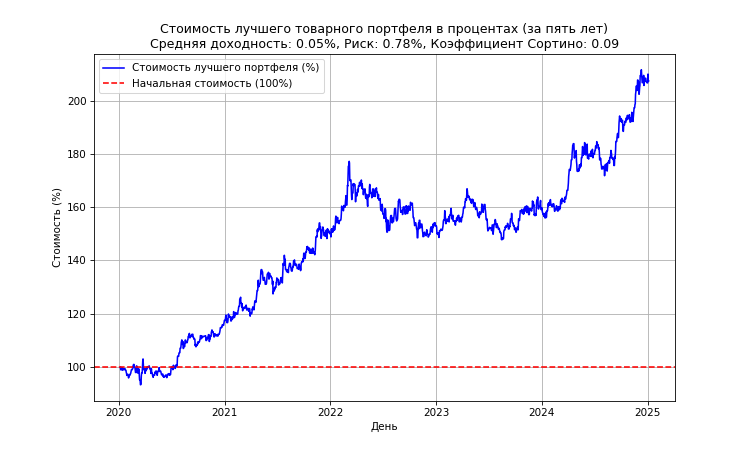 Стоимость лучшего товарного портфеля в процентах (за пять лет)
Средняя доходность: 0.05%, Риск: 0.78%, Коэффициент Сортино: 0.09
Стоимость лучшего портфеля (%)
Начальная стоимость (100%)
Стоимость (%)
200
180
160
140
120
100
2020
2021
2022
2023
2024
2025
День